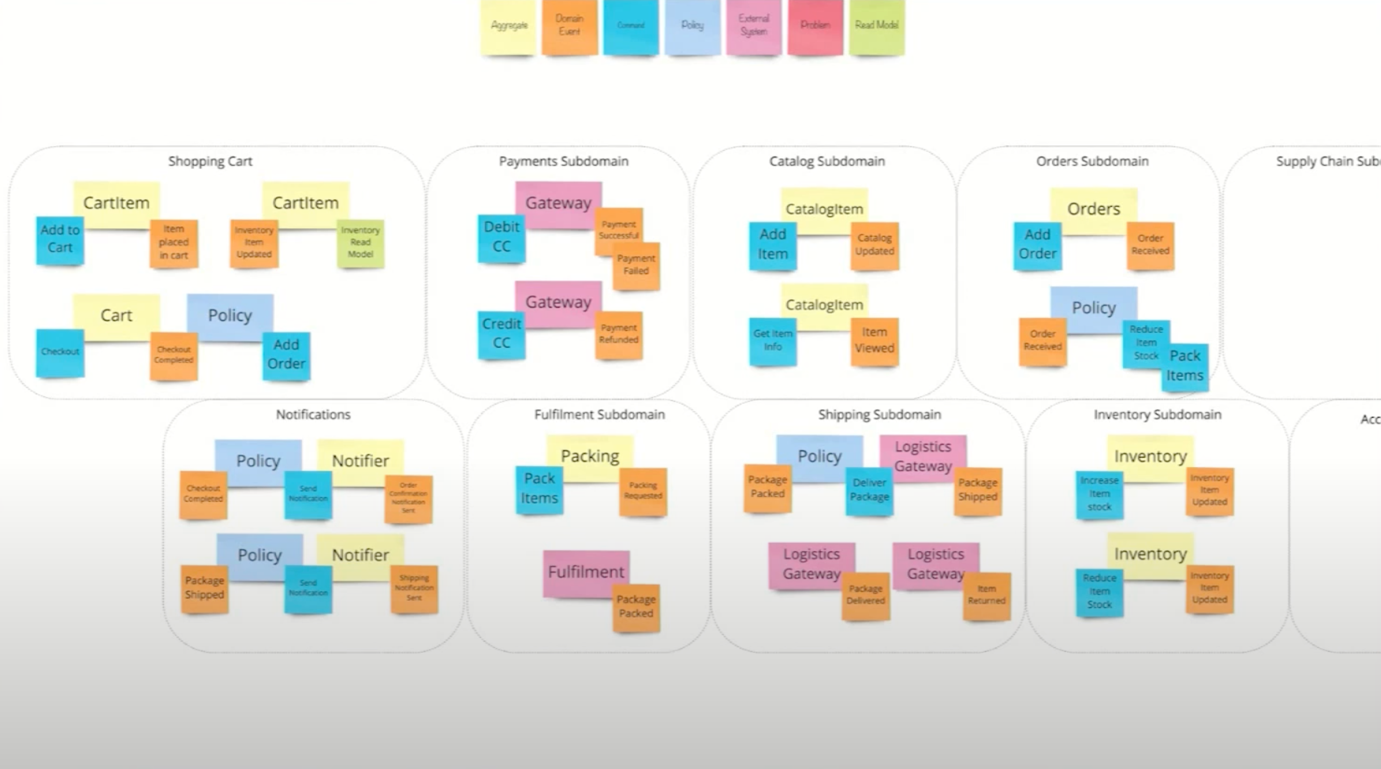 Aggregate
Domain
Event
Command
Policy
External
System
Problem
Read Model
Shopping Cart
CartItem
Add to
Cart
Item
placed
in cart
CartItem
Inventory
Item
Updated
Inventory
Read
Model
Cart
Checkout
Checkout
Completed
Policy
Add
Order
Payments Subdomain
Gateway
Debit
CC
Payment
Successful
Payment
Failed
Gateway
Credit
CC
Payment
Refunded
Catalog Subdomain
CatalogItem
Add
Item
Catalog
Updated
CatalogItem
Get Item
Info
Item
Viewed
Orders Subdomain
Orders
Add
Order
Order
Received
Policy
Order
Received
Reduce
Item
Stock
Pack
Items
Supply Chain Sub
Notifications
Policy
Checkout
Completed
Send
Notification
Notifier
Order
Confirmation
Notification
Sent
Policy
Package
Shipped
Send
Notification
Notifier
Shipping
Notification
Sent
Fulfilment Subdomain
Packing
Pack
Items
Packing
Requested
Fulfilment
Package
Packed
Shipping Subdomain
Policy
Package
Packed
Deliver
Package
Logistics
Gateway
Package
Shipped
Logistics
Gateway
Package
Delivered
Logistics
Gateway
Item
Returned
Inventory Subdomain
Inventory
Increase
Item
stock
Inventory
Item
Updated
Inventory
Reduce
Item
Stock
Inventory
Item
Updated
Acc